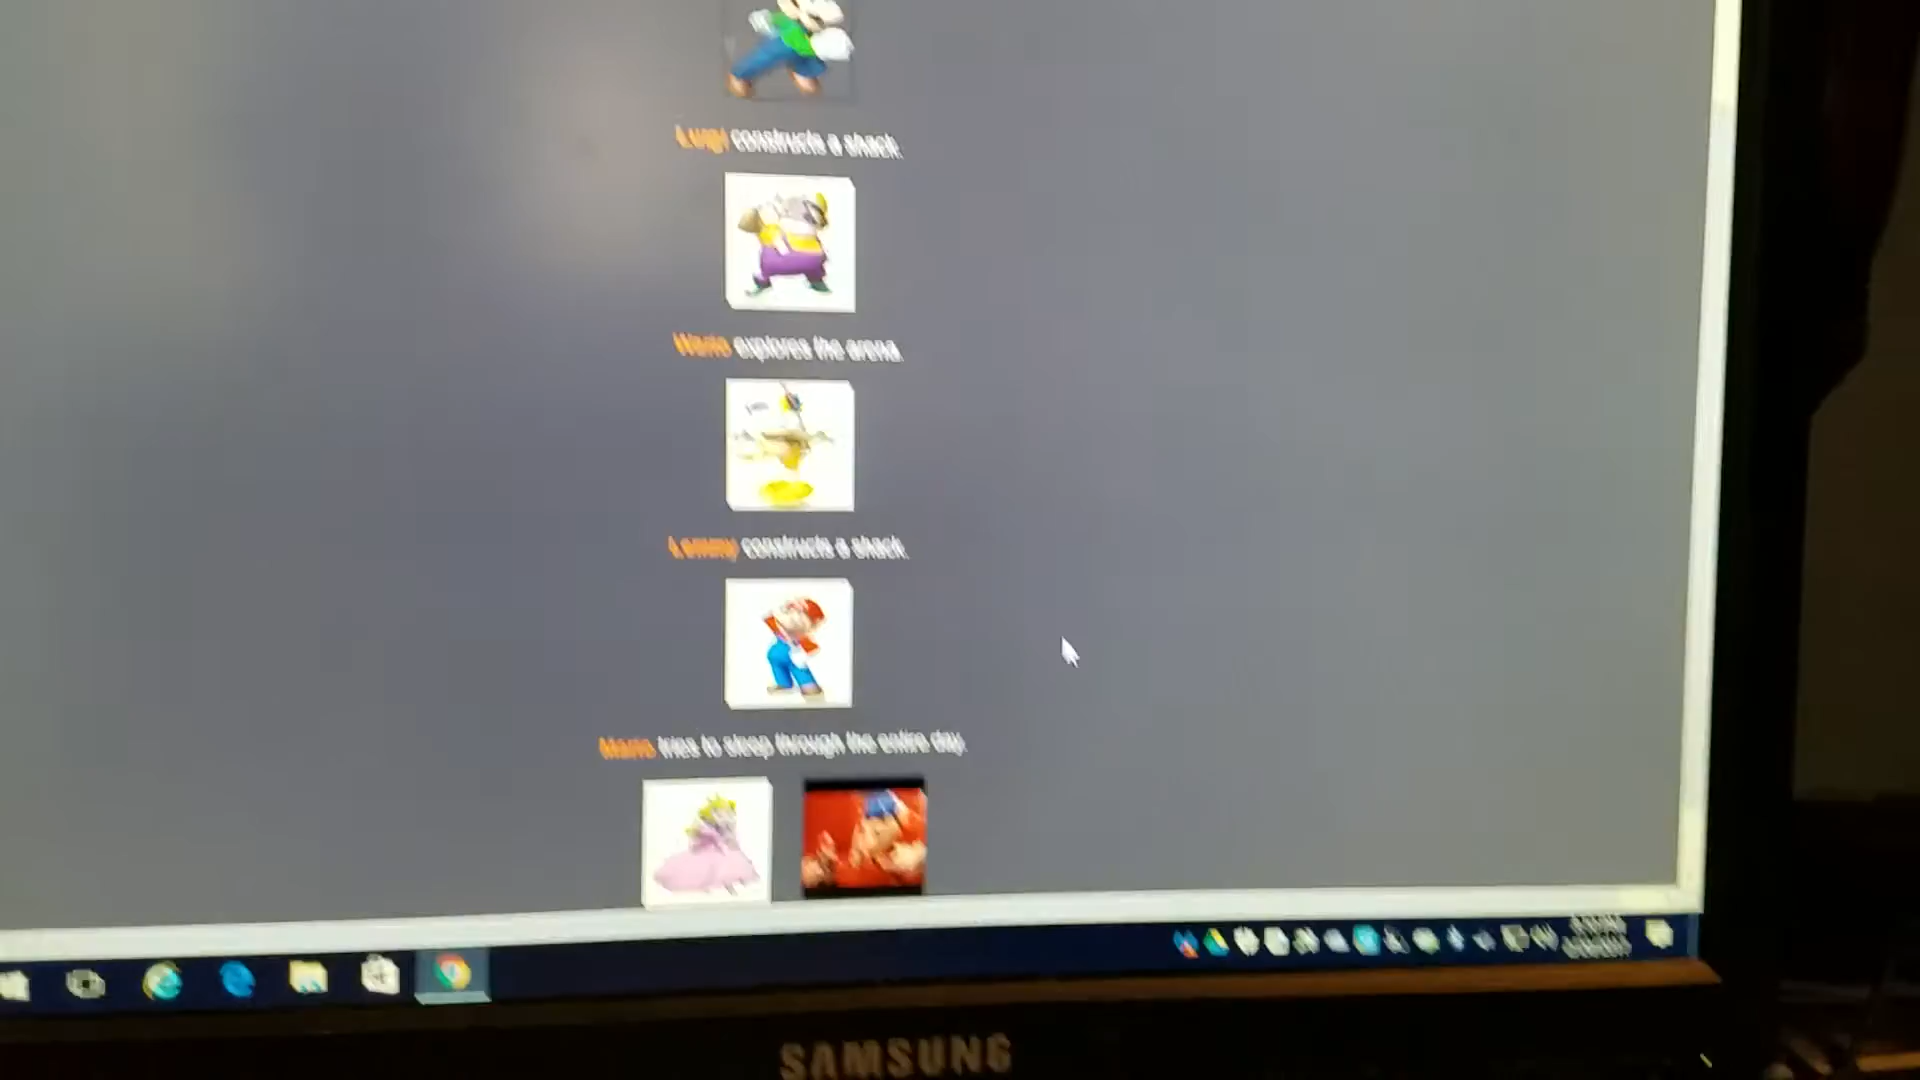 Luigi constructs a shack.
Wario explores the arena.
Lemmy constructs a shack.
Mario tries to sleep through the entire day.
SAMSUNG